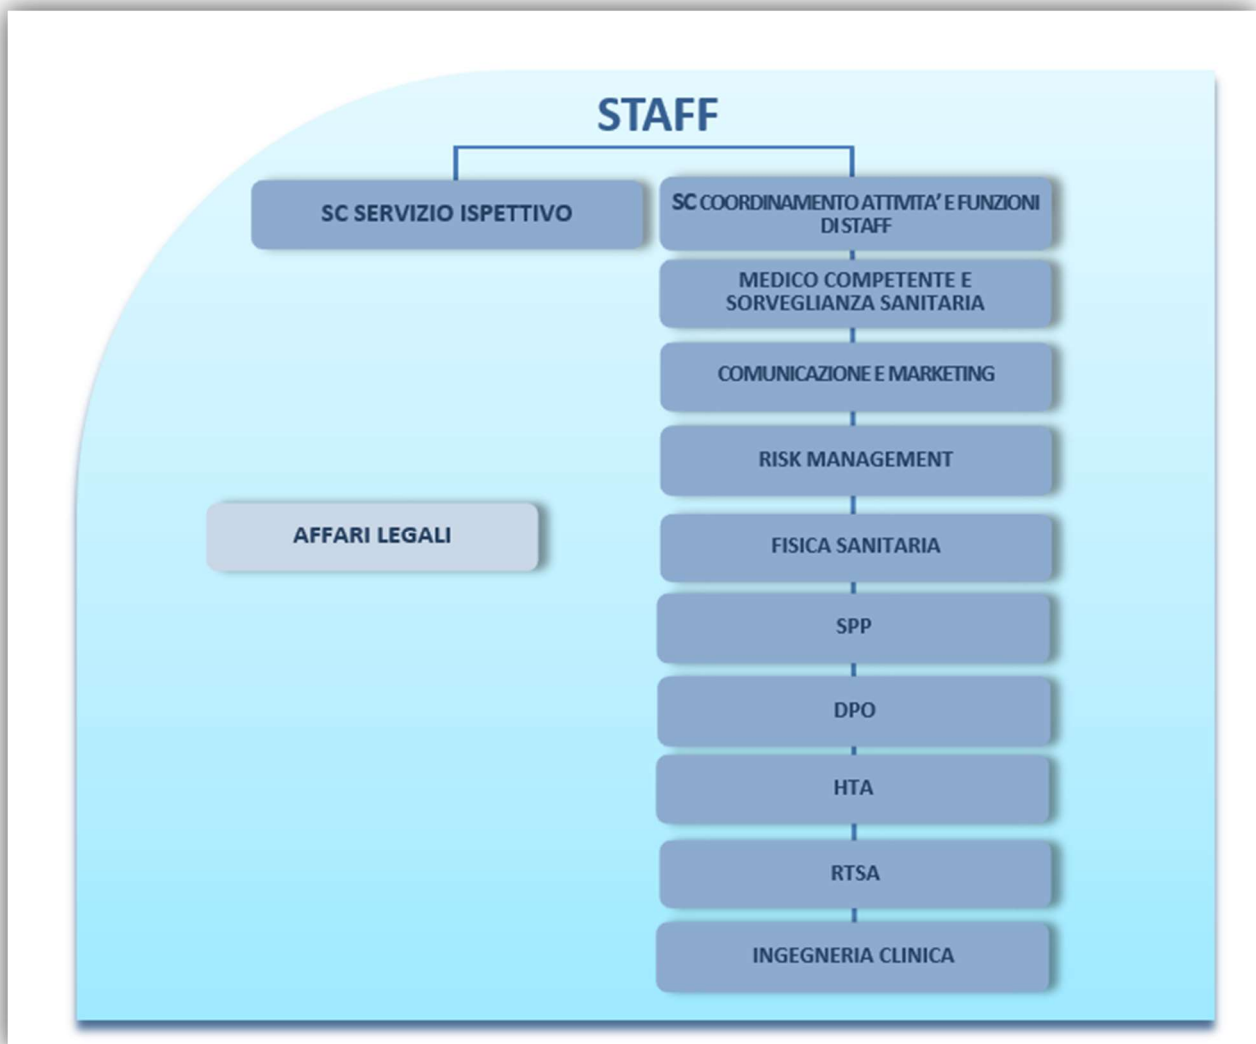 STAFF
SC SERVIZIO ISPETTIVO
SC COORDINAMENTO ATTIVITA’ E FUNZIONI
DI STAFF
MEDICO COMPETENTE E
SORVEGLIANZA SANITARIA
COMUNICAZIONE E MARKETING
RISK MANAGEMENT
AFFARI LEGALI
FISICA SANITARIA
SPP
DPO
HTA
RTSA
INGEGNERIA CLINICA